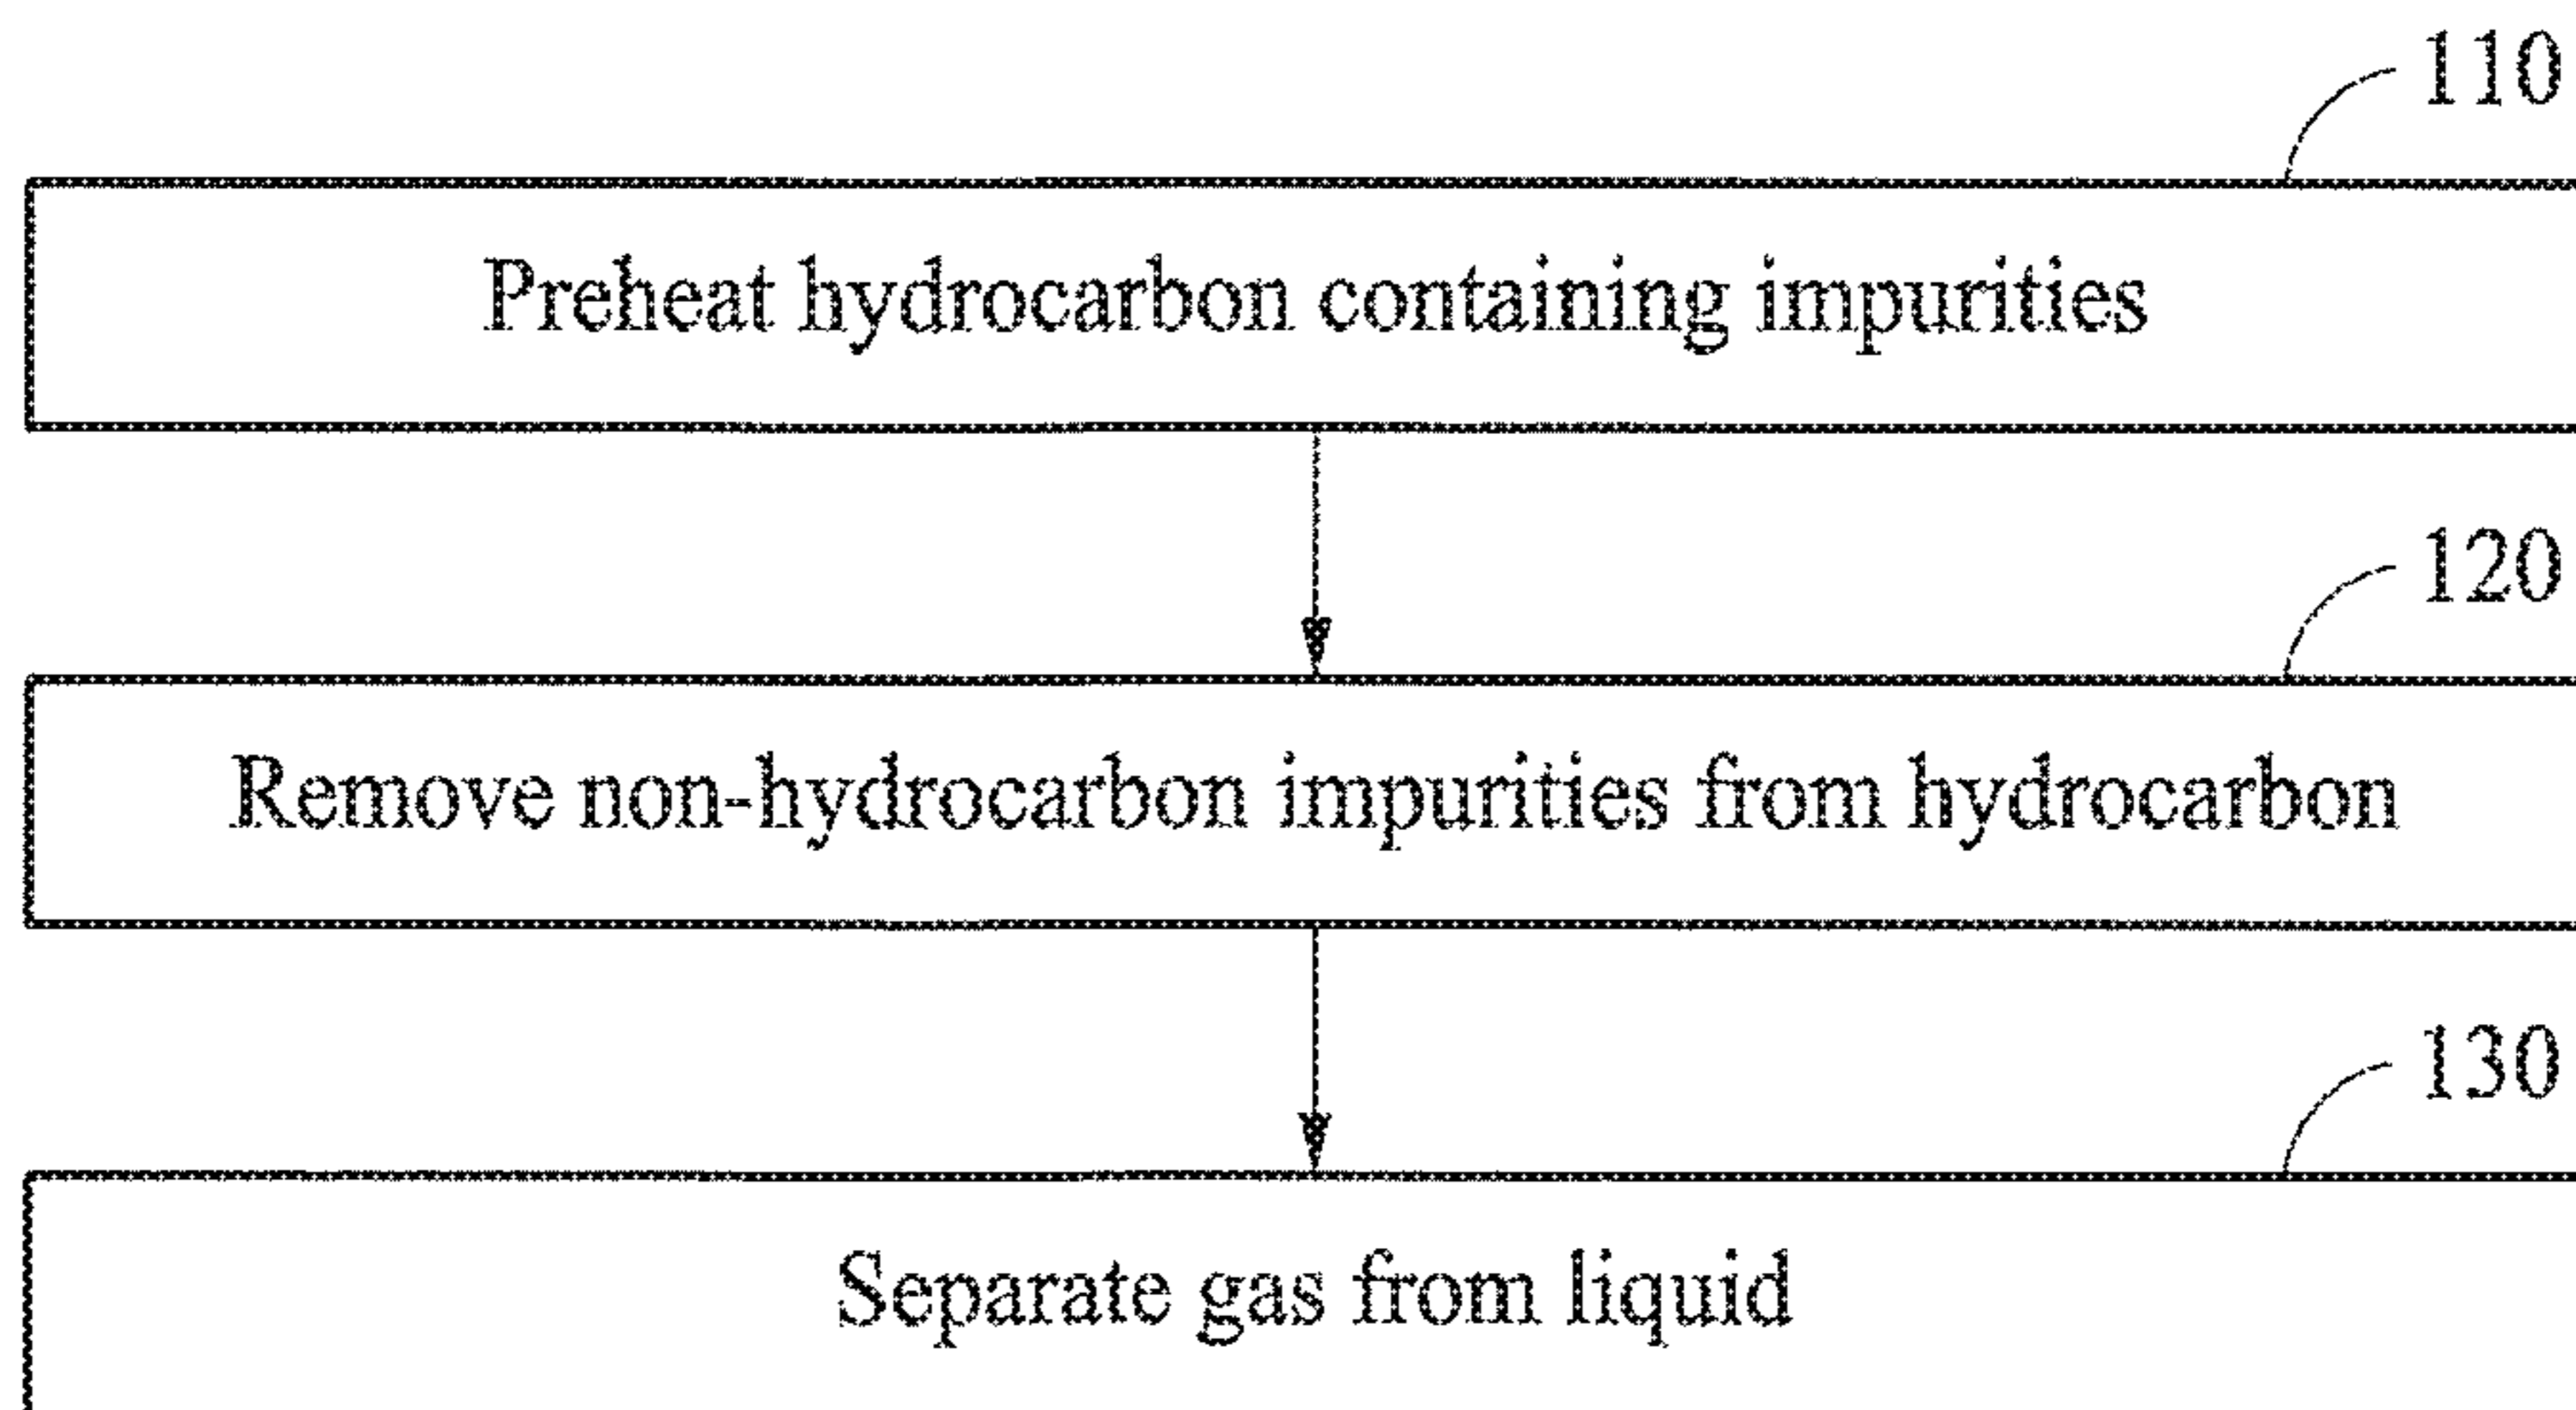 110
Preheat hydrocarbon containing impurities
120
Remove non-hydrocarbon impurities from hydrocarbon
130
Separate gas from liquid